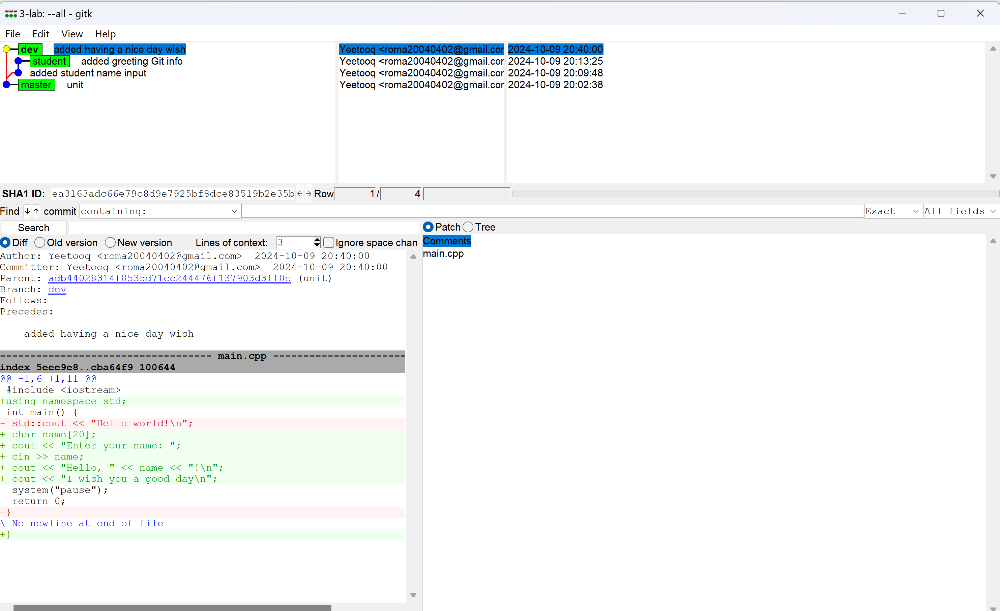 3-lab: --all - gitk
File Edit View Help
dev added having a nice day wish Yeetooq <roma20040402@gmail.cor 2024-10-09 20:40:00
student added greeting Git info Yeetooq <roma20040402@gmail.cor 2024-10-09 20:13:25
added student name input Yeetooq <roma20040402@gmail.cor 2024-10-09 20:09:48
master unit Yeetooq <roma20040402@gmail.cor 2024-10-09 20:02:38
SHA1 ID: ea3163adc66e79c8d9e7925bf8dce83519b2e35b ← → Row 1 / 4
Find ↓ ↑ commit containing: Exact All fields
Search
Patch Tree
Diff Old version New version Lines of context: 3 Ignore space chan
Comments
main.cpp
Author: Yeetooq <roma20040402@gmail.com>  2024-10-09 20:40:00
Committer: Yeetooq <roma20040402@gmail.com>  2024-10-09 20:40:00
Parent: adb44028314f8535d71cc244476f137903d3ff0c (unit)
Branch: dev
Follows:
Precedes:
    added having a nice day wish
----------------------------------- main.cpp ----------------------
index 5eee9e8..cba64f9 100644
@@ -1,6 +1,11 @@
 #include <iostream>
+using namespace std;
 int main() {
- std::cout << "Hello world!\n";
+ char name[20];
+ cout << "Enter your name: ";
+ cin >> name;
+ cout << "Hello, " << name << "!\n";
+ cout << "I wish you a good day\n";
  system("pause");
  return 0;
-}
\ No newline at end of file
+}